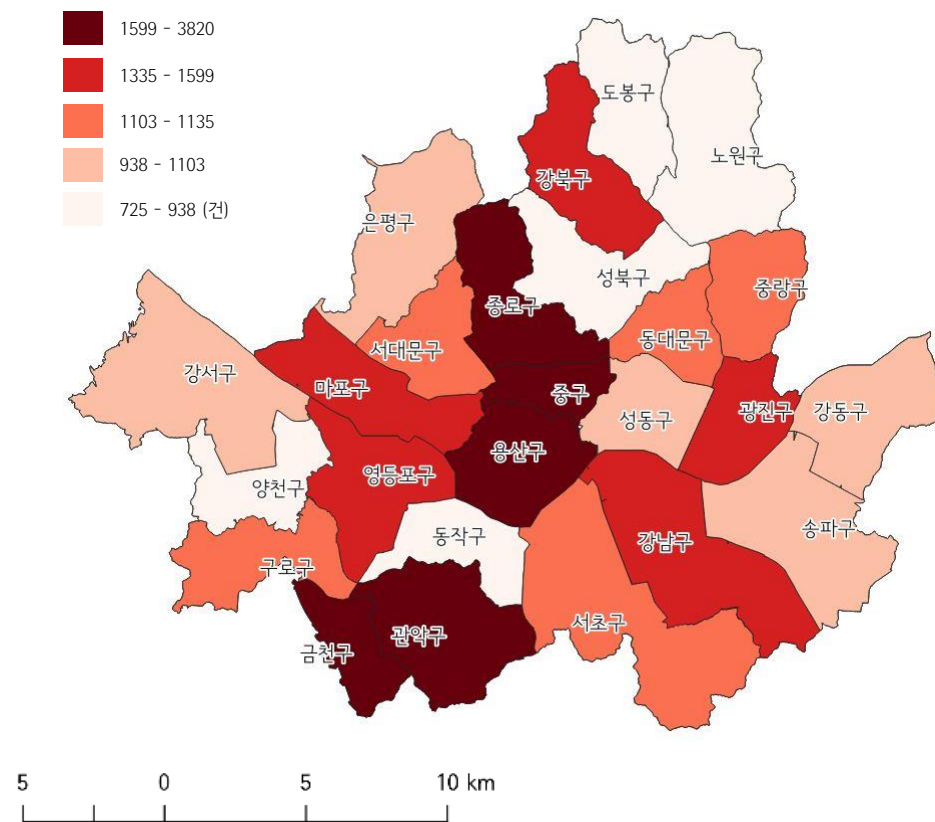 1599 - 3820
1335 - 1599
1103 - 1135
938 - 1103
725 - 938 (건)
도봉구
노원구
강북구
은평구
성북구
중랑구
종로구
동대문구
서대문구
강서구
마포구
중구
성동구
광진구
강동구
용산구
영등포구
양천구
송파구
동작구
강남구
구로구
서초구
관악구
금천구
5 0 5 10 km